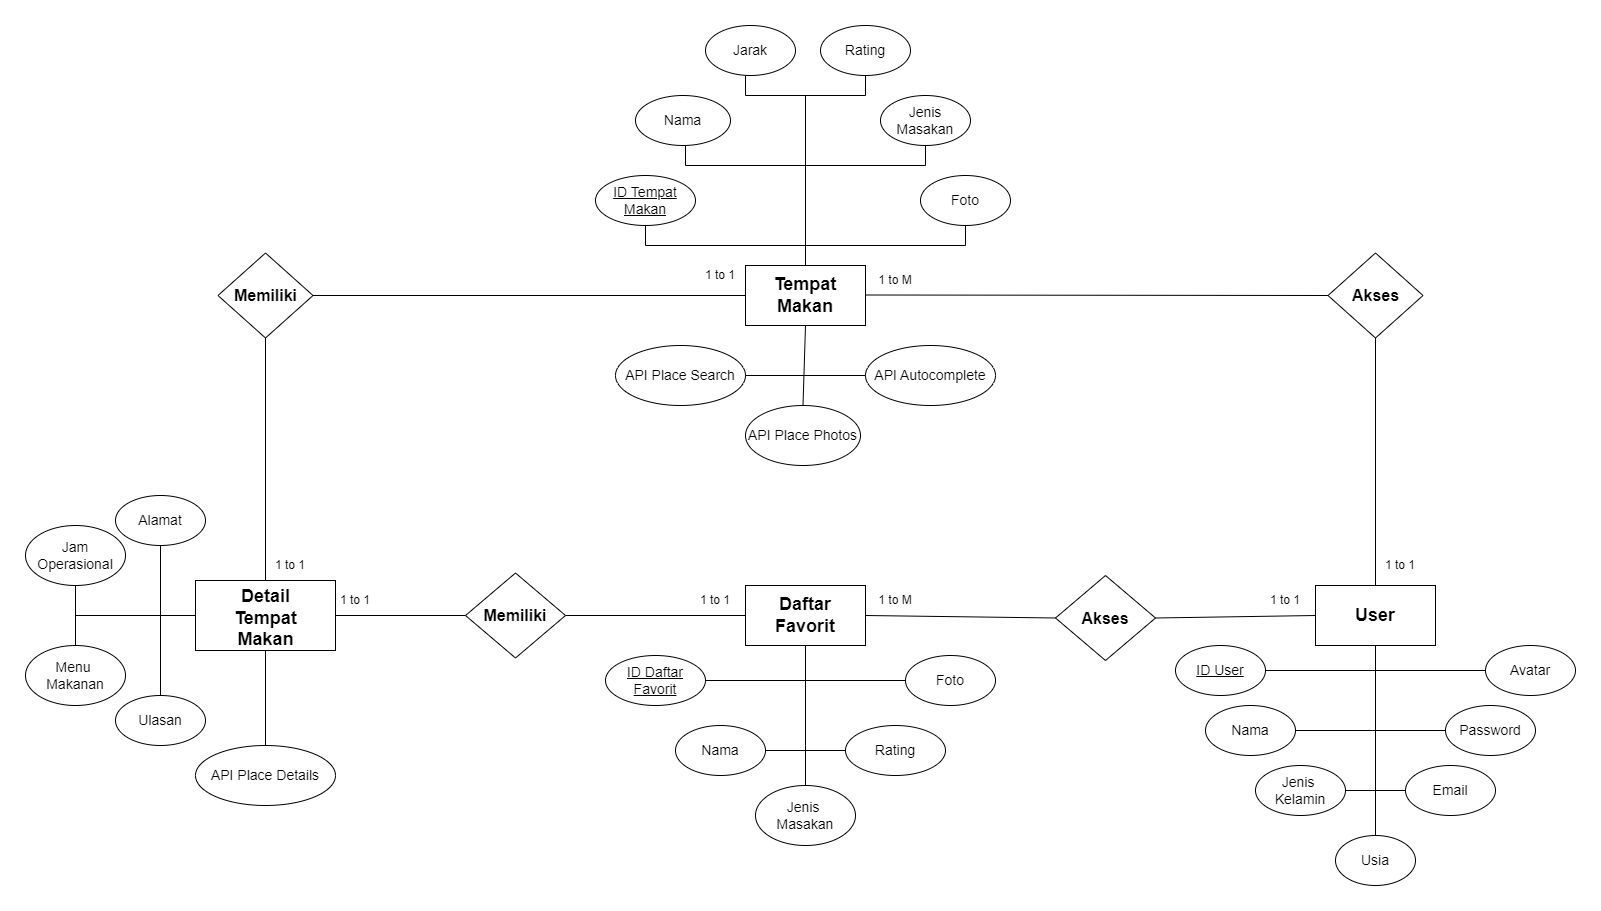 Jarak
Rating
Nama
Jenis
Masakan
ID Tempat
Makan
Foto
1 to 1
Tempat
Makan
1 to M
Memiliki
Akses
API Place Search
API Autocomplete
API Place Photos
Alamat
Jam
Operasional
1 to 1
1 to 1
Detail
Tempat
Makan
1 to 1
Memiliki
1 to 1
Daftar
Favorit
1 to M
Akses
1 to 1
User
Menu
Makanan
Ulasan
API Place Details
ID Daftar
Favorit
Foto
Nama
Rating
Jenis
Masakan
ID User
Avatar
Nama
Password
Jenis
Kelamin
Email
Usia